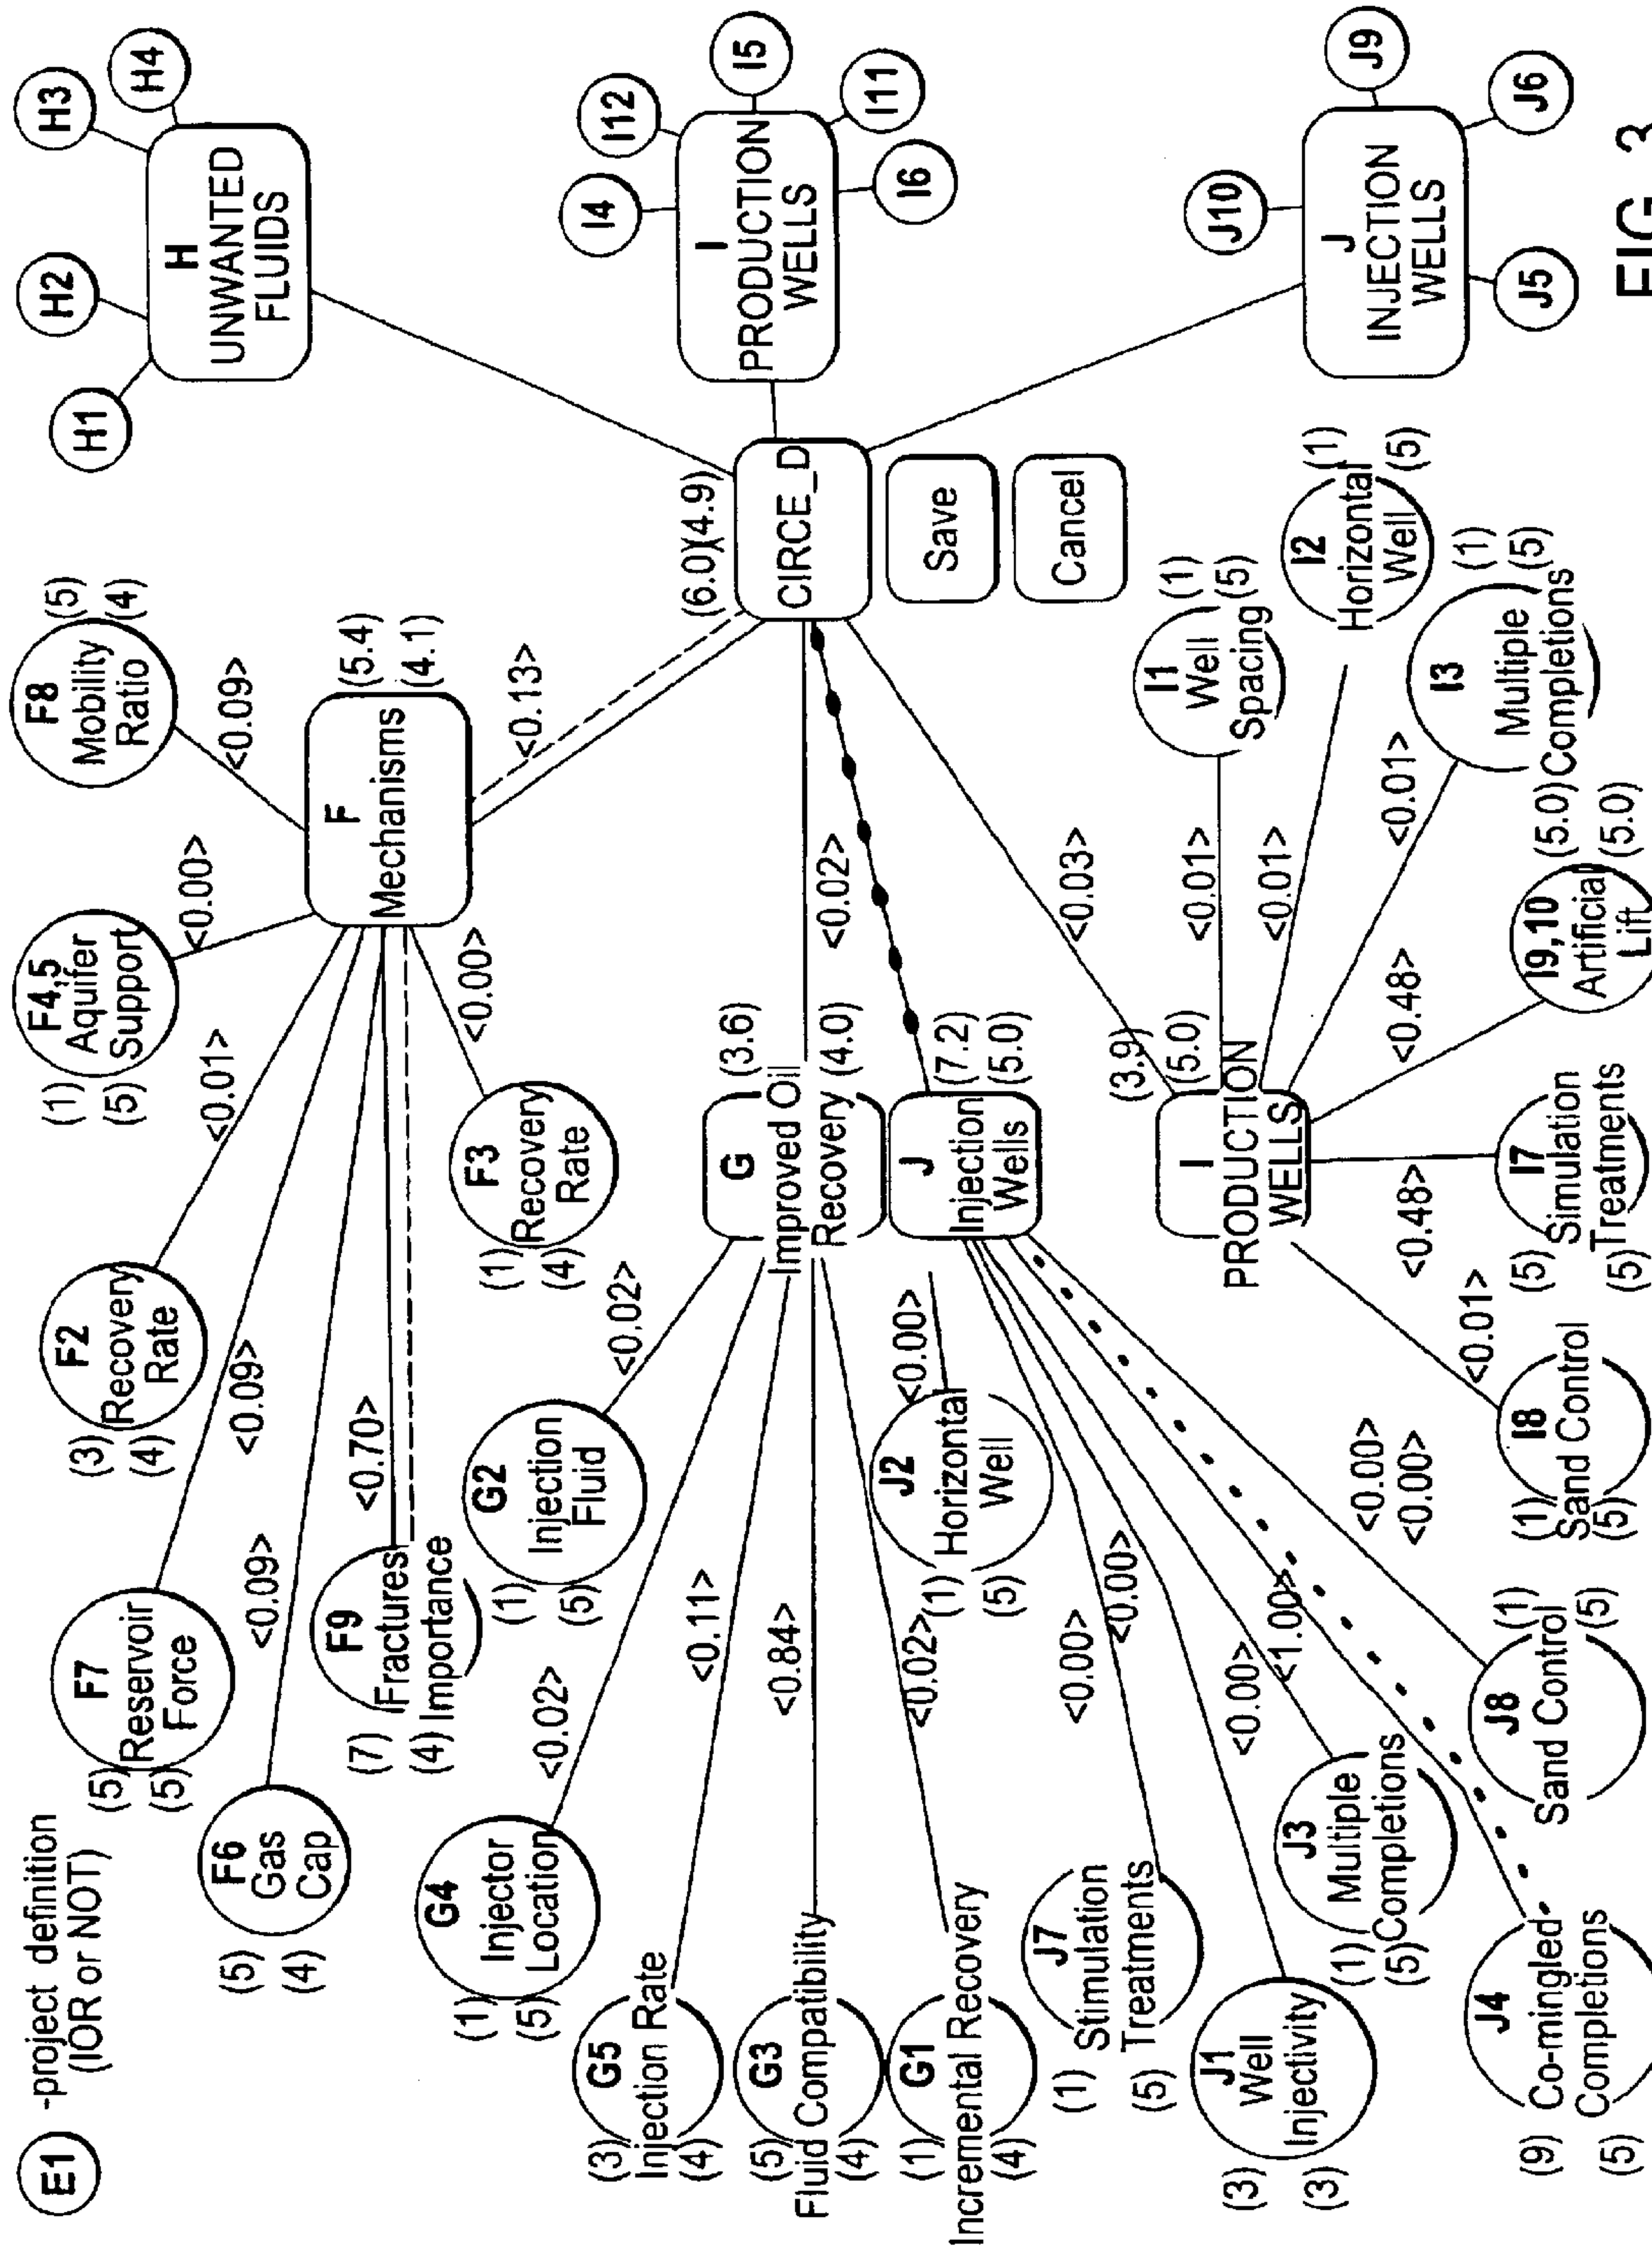 E1 -project definition
(IOR or NOT)
F7
Reservoir
Force
(5)
(5)
<0.09>
F2
Recovery
Rate
(3)
(4)
<0.01>
F4,5
Aquifer
Support
(1)
(5)
<0.00>
F8
Mobility
Ratio
(5)
(4)
<0.09>
F6
Gas
Cap
(5)
(4)
<0.09>
F9
Fractures
Importance
(7)
(4)
<0.70>
F3
Recovery
Rate
(1)
(4)
<0.00>
F
Mechanisms
(5.4)
(4.1)
<0.13>
H1
H2
H3
H4
H
UNWANTED
FLUIDS
G4
Injector
Location
(1)
(5)
<0.02>
G2
Injection
Fluid
(1)
(5)
<0.02>
G5
Injection Rate
(3)
(4)
<0.11>
G3
Fluid Compatibility
(5)
(4)
<0.84>
G1
Incremental Recovery
(1)
(4)
<0.02>
G
Improved Oil
Recovery
(3.6)
(4.0)
<0.02>
(6.0)(4.9)
CIRCE_D
Save
Cancel
I4
I12
I5
I11
I6
I
PRODUCTION
WELLS
J2
Horizontal
Well
(1)
(5)
<0.00>
J
Injection
Wells
(7.2)
(5.0)
J7
Stimulation
Treatments
(1)
(5)
<0.00>
J1
Well
Injectivity
(3)
(3)
<0.00>
J3
Multiple
Completions
(1)
(5)
<0.00>
<1.00>
J4
Co-mingled
Completions
(9)
(5)
J8
Sand Control
(1)
(5)
<0.00>
<0.00>
I
PRODUCTION
WELLS
(3.9)
(5.0)
<0.03>
I1
Well
Spacing
(1)
(5)
<0.01>
I2
Horizontal
Well
(1)
(5)
<0.01>
I3
Multiple
Completions
(1)
(5)
<0.01>
I9,10
Artificial
Lift
(5.0)
(5.0)
<0.48>
I7
Simulation
Treatments
(5)
(5)
<0.48>
I8
Sand Control
(1)
(5)
<0.01>
J10
J9
J6
J5
J
INJECTION
WELLS
FIG. 3